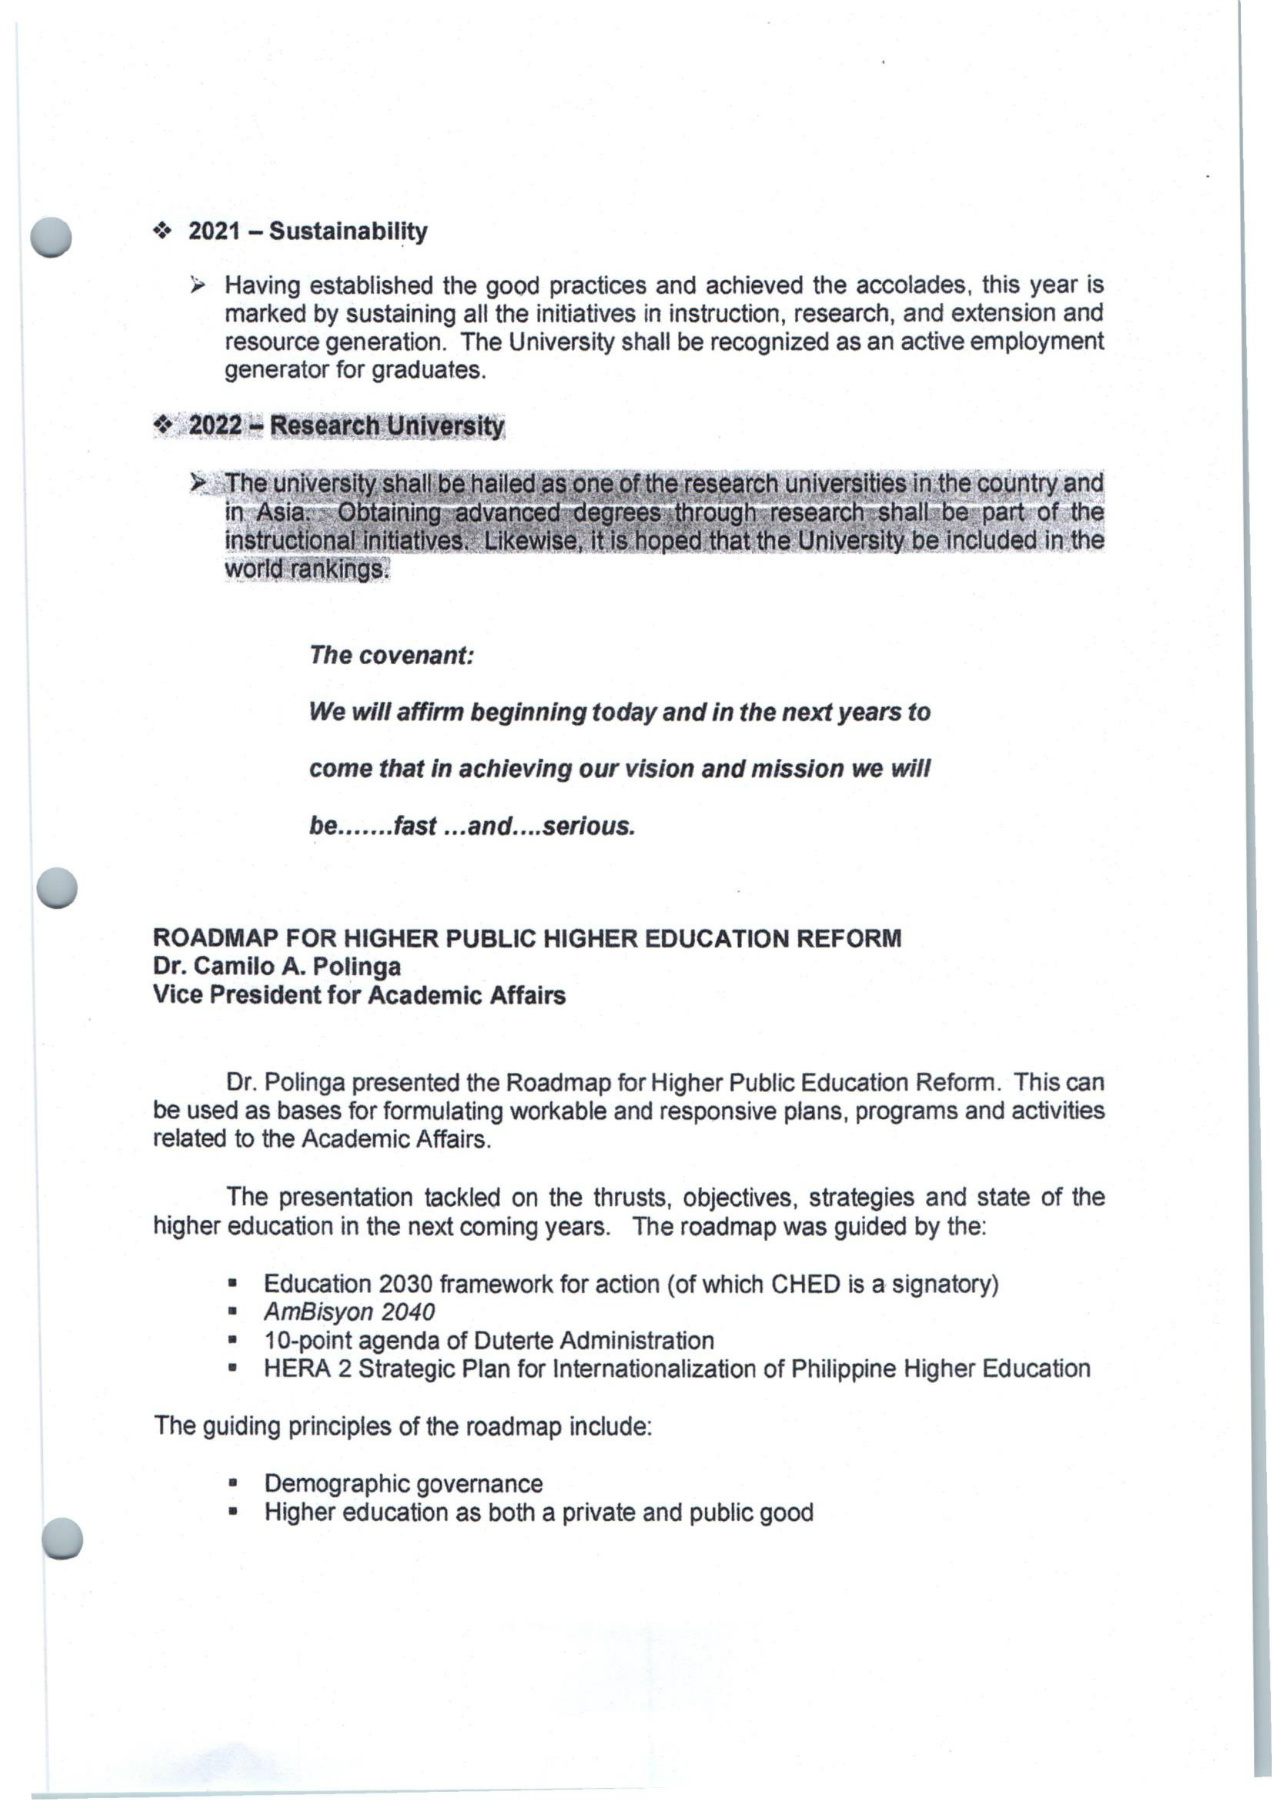 ❖ 2021 – Sustainability
➢ Having established the good practices and achieved the accolades, this year is
marked by sustaining all the initiatives in instruction, research, and extension and
resource generation. The University shall be recognized as an active employment
generator for graduates.
❖ 2022 – Research University
➢ The university shall be hailed as one of the research universities in the country and
in Asia. Obtaining advanced degrees through research shall be part of the
instructional initiatives. Likewise, it is hoped that the University be included in the
world rankings.
The covenant:
We will affirm beginning today and in the next years to
come that in achieving our vision and mission we will
be.......fast ...and....serious.
ROADMAP FOR HIGHER PUBLIC HIGHER EDUCATION REFORM
Dr. Camilo A. Polinga
Vice President for Academic Affairs
Dr. Polinga presented the Roadmap for Higher Public Education Reform. This can
be used as bases for formulating workable and responsive plans, programs and activities
related to the Academic Affairs.
The presentation tackled on the thrusts, objectives, strategies and state of the
higher education in the next coming years. The roadmap was guided by the:
▪ Education 2030 framework for action (of which CHED is a signatory)
▪ AmBisyon 2040
▪ 10-point agenda of Duterte Administration
▪ HERA 2 Strategic Plan for Internationalization of Philippine Higher Education
The guiding principles of the roadmap include:
▪ Demographic governance
▪ Higher education as both a private and public good